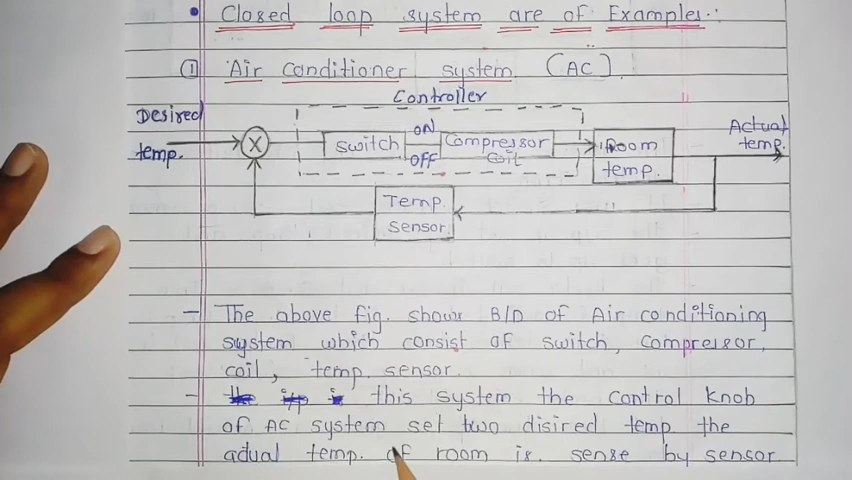 • Closed loop system are of Examples:
① Air conditioner system (AC).
Controller
Desired
temp.
X
Switch
ON
OFF
Compressor
coil
Room
temp.
Actual
temp.
Temp.
sensor
- The above fig. shows B/D of Air conditioning
system which consist of switch, compressor,
coil, temp. sensor.
- this system the control knob
of AC system set two disired temp. the
adual temp. of room is. sense by sensor.